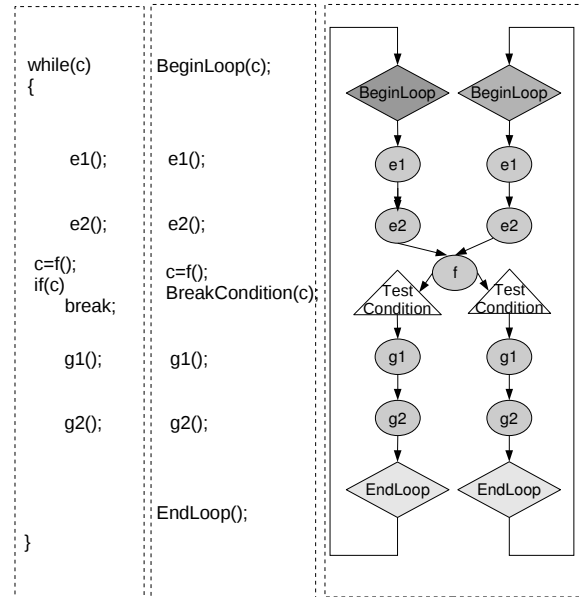 while(c)
{
e1();
e2();
c=f();
if(c)
break;
g1();
g2();
}
BeginLoop(c);
e1();
e2();
c=f();
BreakCondition(c);
g1();
g2();
EndLoop();
BeginLoop
BeginLoop
e1
e1
e2
e2
f
Test
Condition
Test
Condition
g1
g1
g2
g2
EndLoop
EndLoop